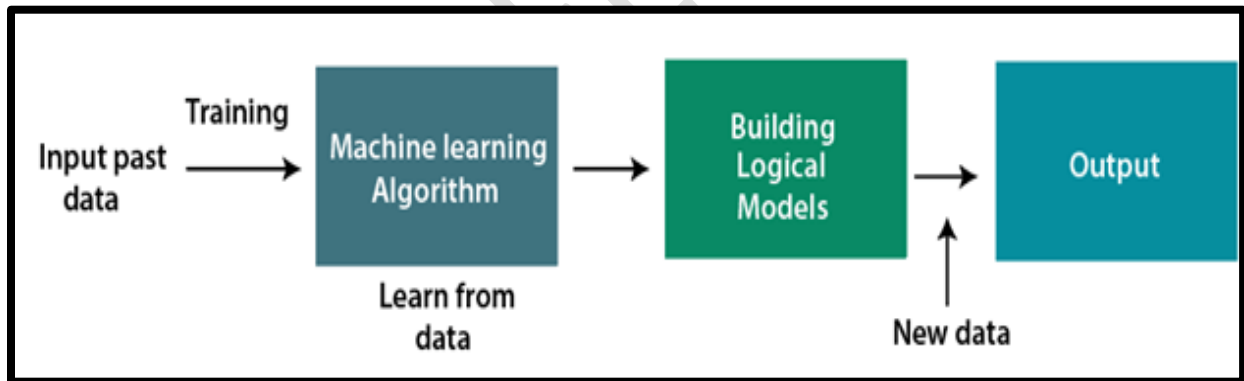 Training
Input past
data
Machine learning
Algorithm
Learn from
data
Building
Logical
Models
New data
Output